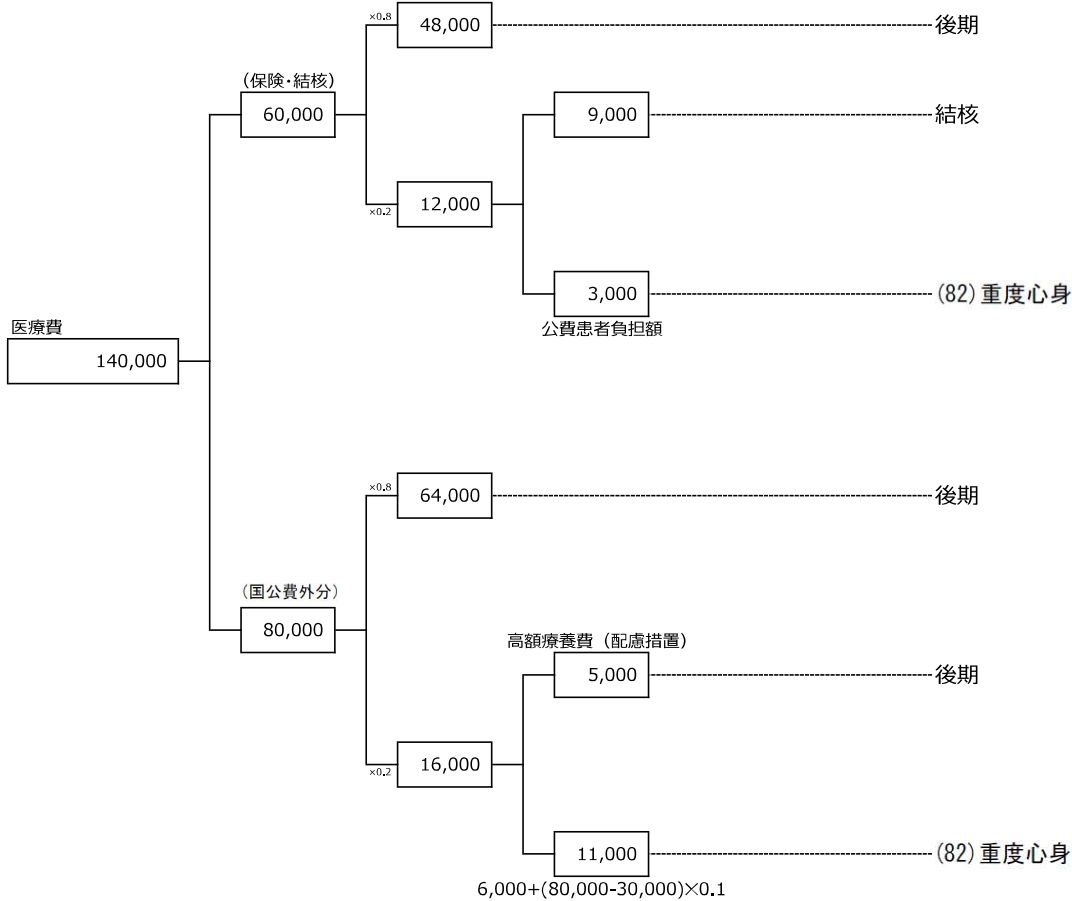 ×0.8
48,000
後期
(保険・結核)
60,000
9,000
結核
×0.2
12,000
3,000
(82)重度心身
公費患者負担額
医療費
140,000
×0.8
64,000
後期
(国公費外分)
80,000
高額療養費(配慮措置)
5,000
後期
×0.2
16,000
11,000
(82)重度心身
6,000+(80,000-30,000)×0.1